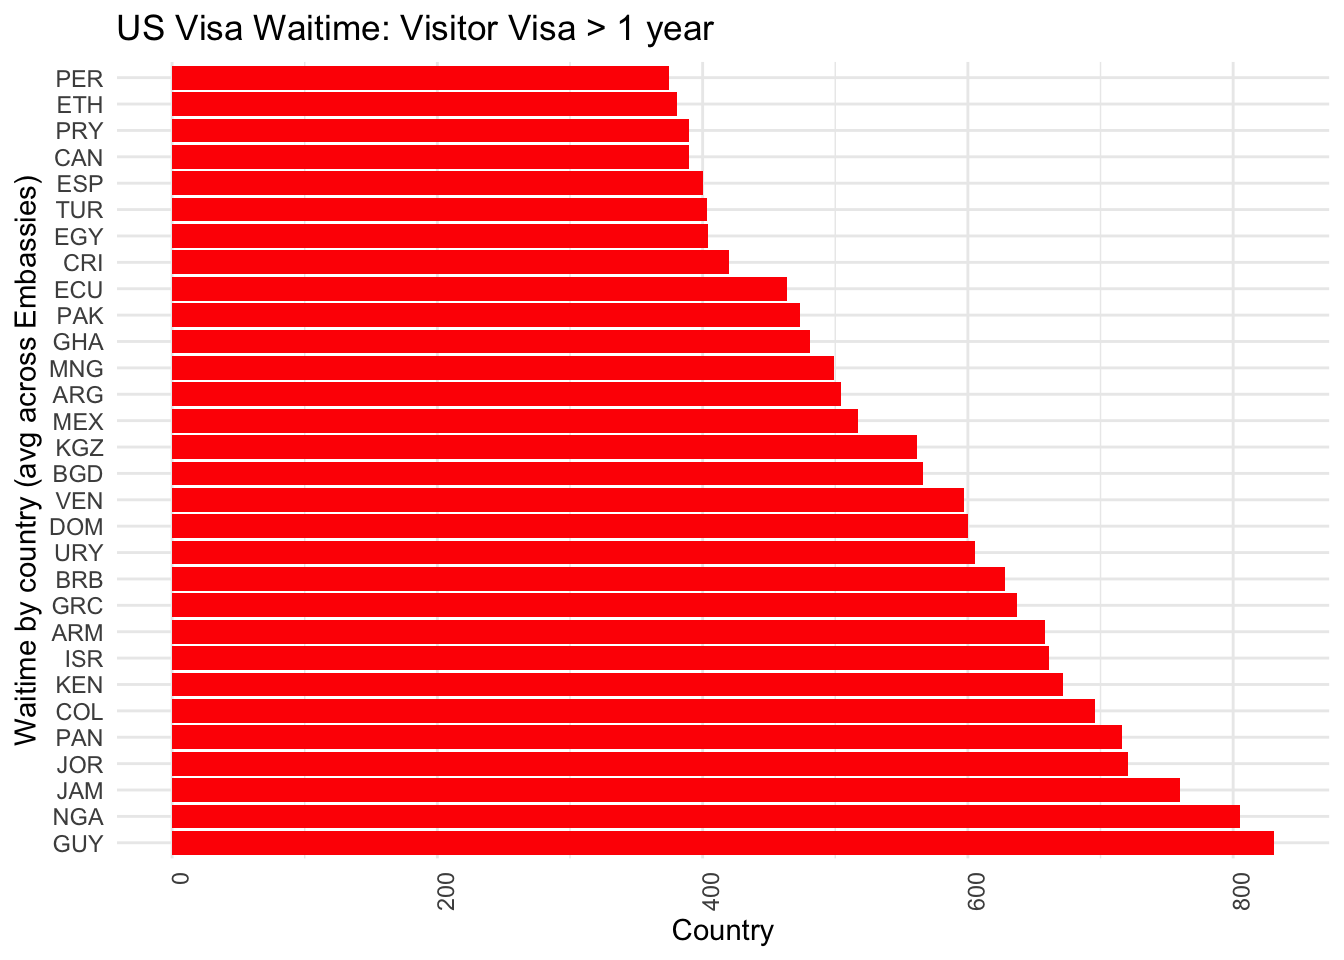 US Visa Waitime: Visitor Visa > 1 year
Waitime by country (avg across Embassies)
PER
ETH
PRY
CAN
ESP
TUR
EGY
CRI
ECU
PAK
GHA
MNG
ARG
MEX
KGZ
BGD
VEN
DOM
URY
BRB
GRC
ARM
ISR
KEN
COL
PAN
JOR
JAM
NGA
GUY
0 200 400 600 800
Country